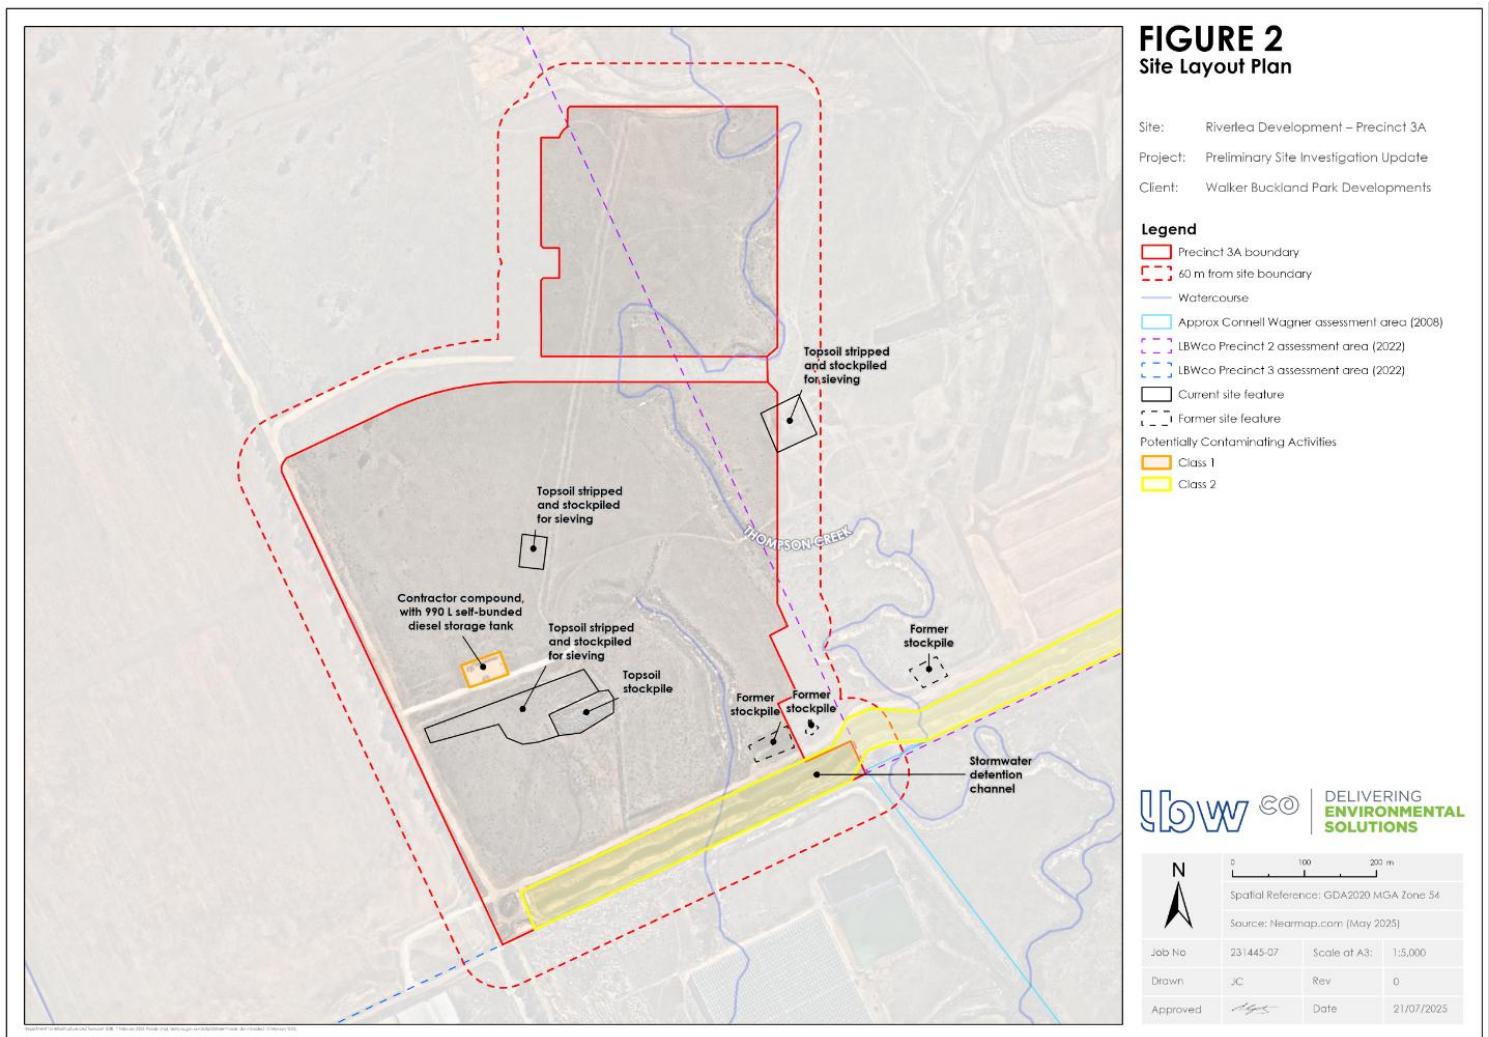 FIGURE 2
Site Layout Plan
Site: Riverlea Development – Precinct 3A
Project: Preliminary Site Investigation Update
Client: Walker Buckland Park Developments
Legend
Precinct 3A boundary
60 m from site boundary
Watercourse
Approx Connell Wagner assessment area (2008)
LBWco Precinct 2 assessment area (2022)
LBWco Precinct 3 assessment area (2022)
Current site feature
Former site feature
Potentially Contaminating Activities
Class 1
Class 2
Topsoil stripped
and stockpiled
for sieving
Topsoil stripped
and stockpiled
for sieving
THOMPSON CREEK
Contractor compound,
with 990 L self-bunded
diesel storage tank
Topsoil stripped
and stockpiled
for sieving
Topsoil
stockpile
Former
stockpile
Former
stockpile
Former
stockpile
Stormwater
detention
channel
lbw co
DELIVERING
ENVIRONMENTAL
SOLUTIONS
N
0 100 200 m
Spatial Reference: GDA2020 MGA Zone 54
Source: Nearmap.com (May 2025)
Job No 231445-07 Scale at A3: 1:5,000
Drawn JC Rev 0
Approved Date 21/07/2025